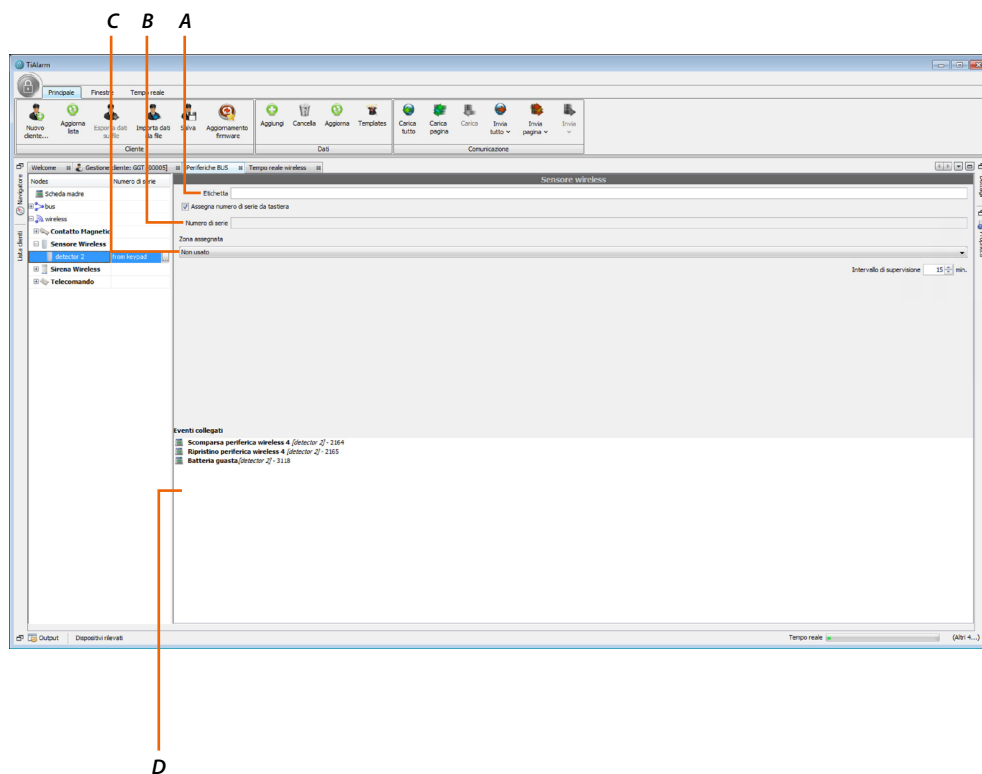 C B A
TiAlarm
Principale Finestre Tempo reale
Nuovo cliente... Aggiorna lista Esporta dati su file Importa dati da file Salva Aggiornamento firmware Aggiungi Cancella Aggiorna Templates Carica tutto Carica pagina Carica Invia tutto Invia pagina Invia
Cliente Dati Comunicazione
Welcome Gestione cliente: GGT [00005] Periferiche BUS Tempo reale wireless
Navigatore
Lista clienti
Nodes Numero di serie
Scheda madre
bus
wireless
Contatto Magnetic
Sensore Wireless
detector 2 from keypad
Sirena Wireless
Telecomando
Sensore wireless
Etichetta
Assegna numero di serie da tastiera
Numero di serie
Zona assegnata
Non usato
Intervallo di supervisione 15 min.
Eventi collegati
Scomparsa periferica wireless 4 [detector 2] - 2164
Ripristino periferica wireless 4 [detector 2] - 2165
Batteria guasta [detector 2] - 3118
Output Dispositivi rilevati Tempo reale (Altri 4...)
D